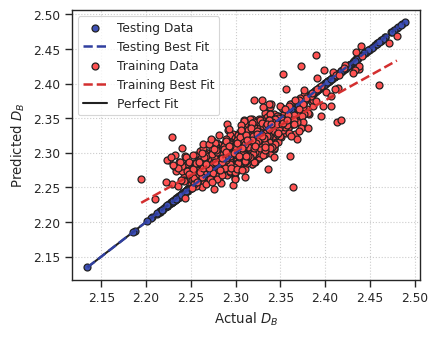 Testing Data
Testing Best Fit
Training Data
Training Best Fit
Perfect Fit
2.50
2.45
2.40
2.35
2.30
2.25
2.20
2.15
Predicted D_B
2.15 2.20 2.25 2.30 2.35 2.40 2.45 2.50
Actual D_B